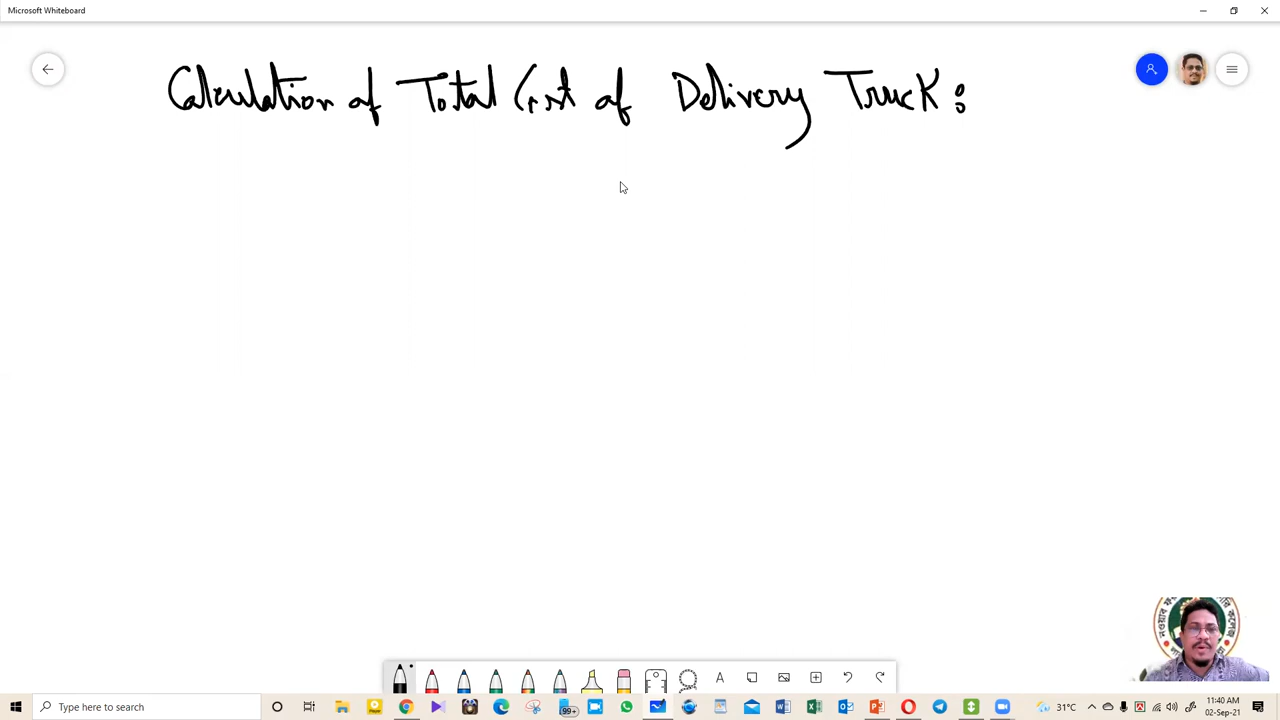 Microsoft Whiteboard
Calculation of Total Cost of Delivery Truck :
A
Type here to search
99+
31°C
11:40 AM
02-Sep-21